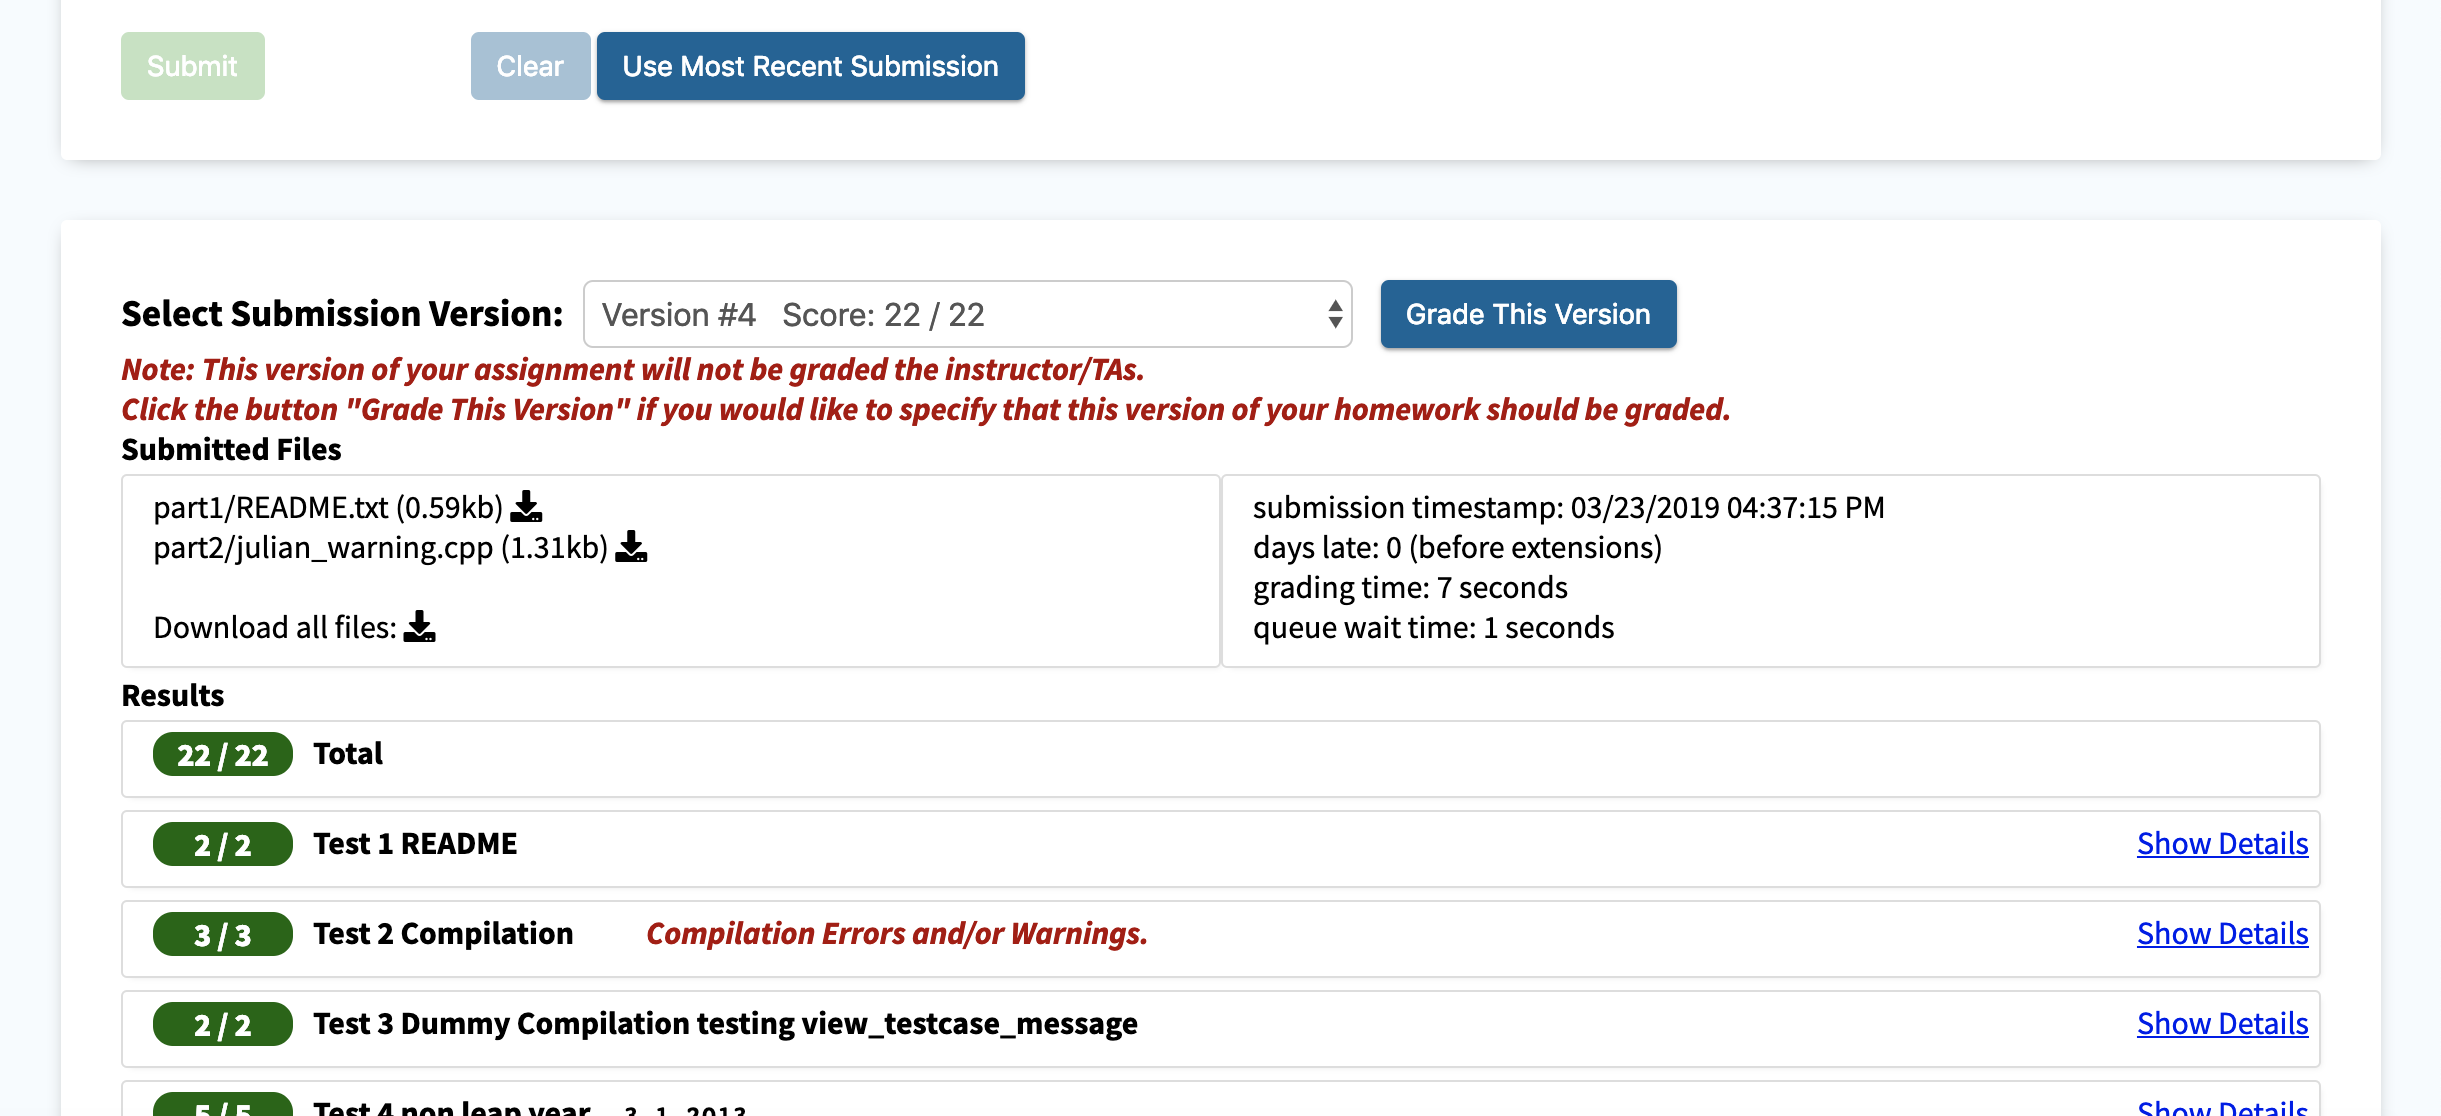 Submit Clear Use Most Recent Submission
Select Submission Version: Version #4 Score: 22 / 22 Grade This Version
Note: This version of your assignment will not be graded the instructor/TAs.
Click the button "Grade This Version" if you would like to specify that this version of your homework should be graded.
Submitted Files
part1/README.txt (0.59kb)
part2/julian_warning.cpp (1.31kb)
Download all files:
submission timestamp: 03/23/2019 04:37:15 PM
days late: 0 (before extensions)
grading time: 7 seconds
queue wait time: 1 seconds
Results
22 / 22 Total
2 / 2 Test 1 README Show Details
3 / 3 Test 2 Compilation Compilation Errors and/or Warnings. Show Details
2 / 2 Test 3 Dummy Compilation testing view_testcase_message Show Details
5 / 5 Test 4 non leap year 3 1 2013 Show Details